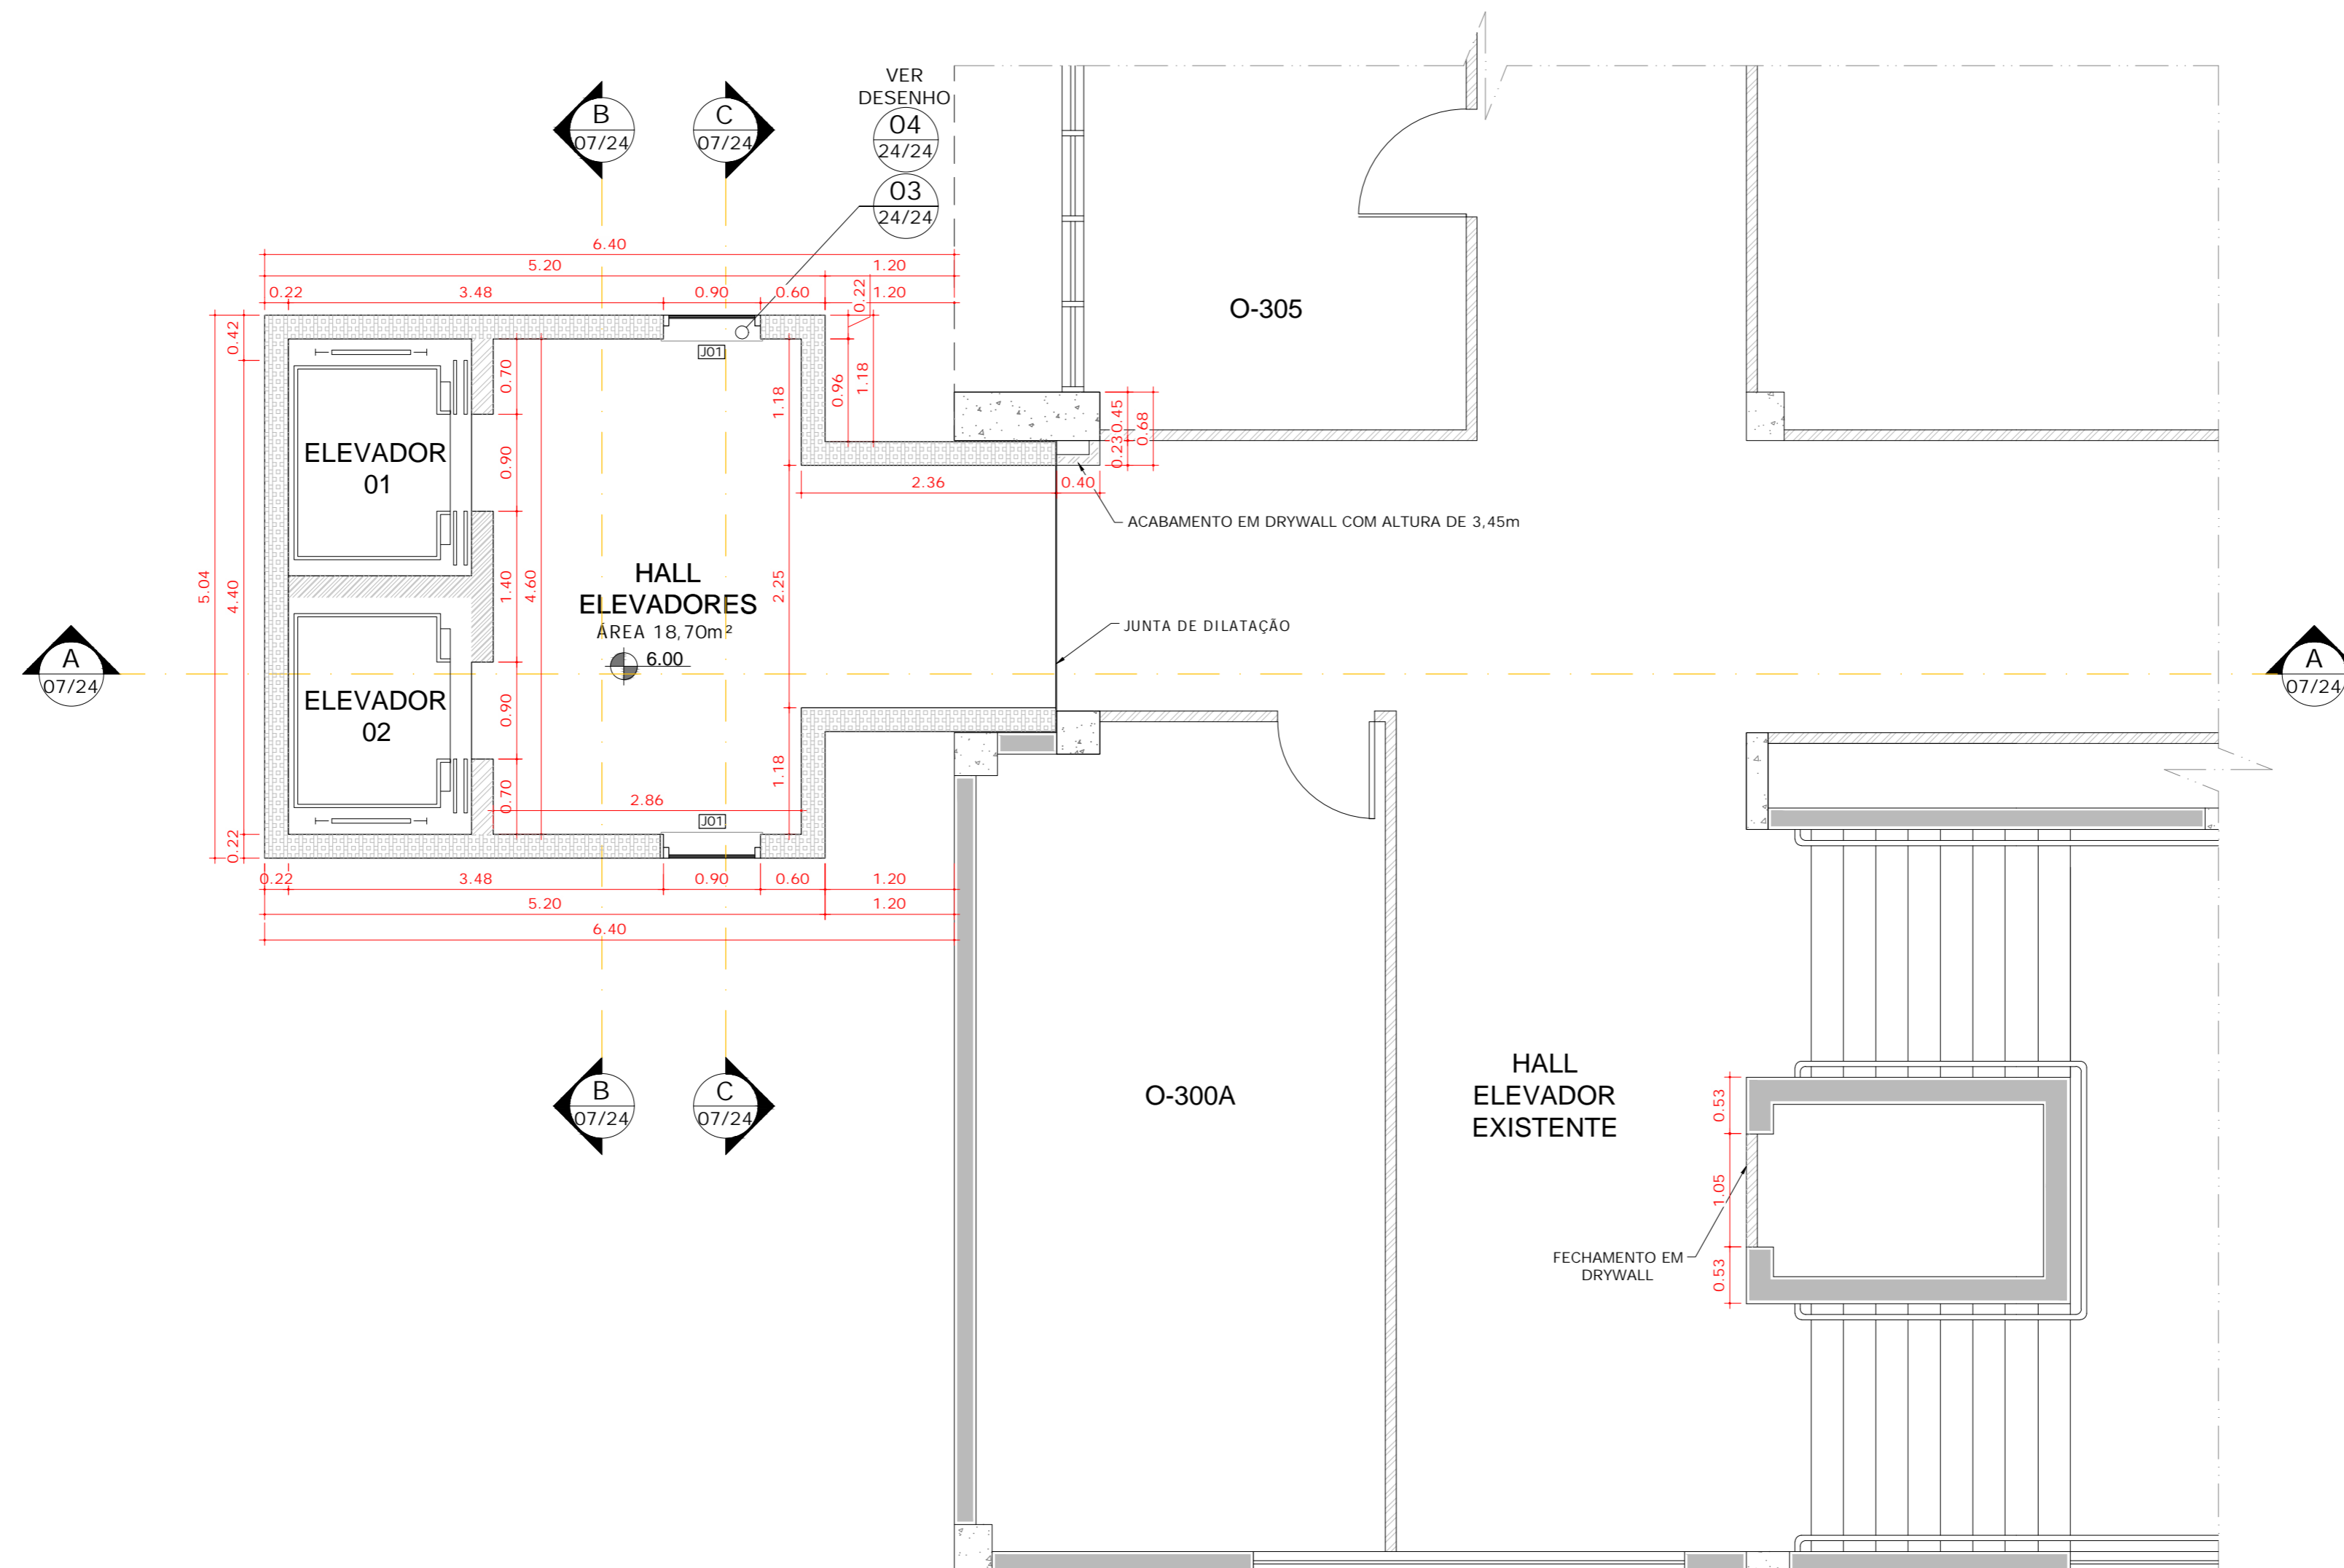 VER
DESENHO
04
24/24
03
24/24
B
07/24
C
07/24
6.40
5.20
1.20
0.22
3.48
0.90
0.60
0.22
1.20
0.42
5.04
4.40
0.22
J01
0.70
0.90
1.40
4.60
0.90
0.70
1.18
0.96
1.18
2.25
1.18
0.45
0.68
0.23
2.36
0.40
O-305
ELEVADOR
01
ACABAMENTO EM DRYWALL COM ALTURA DE 3,45m
HALL
ELEVADORES
ÁREA 18,70m²
6.00
JUNTA DE DILATAÇÃO
A
07/24
A
07/24
ELEVADOR
02
2.86
J01
0.22
3.48
0.90
0.60
1.20
5.20
1.20
6.40
B
07/24
C
07/24
O-300A
HALL
ELEVADOR
EXISTENTE
0.53
1.05
0.53
FECHAMENTO EM
DRYWALL